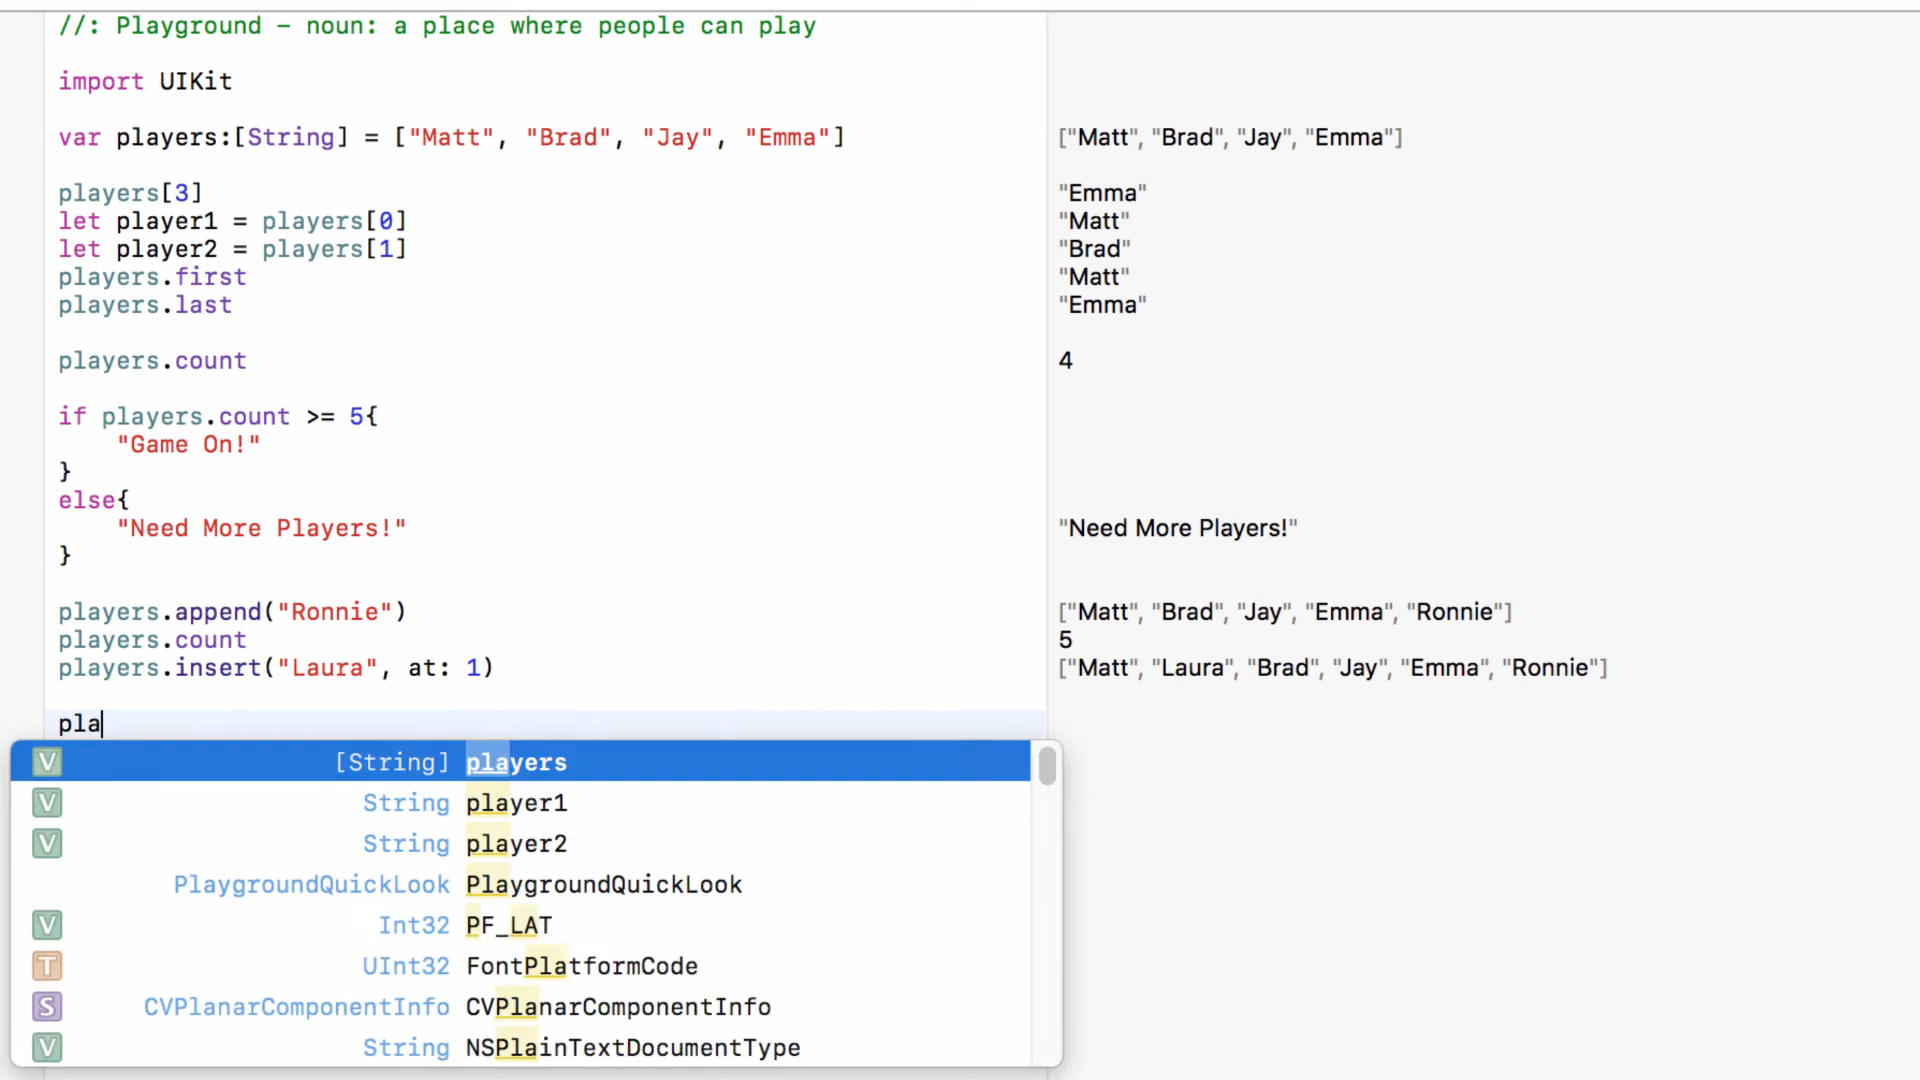 //: Playground – noun: a place where people can play
import UIKit
var players:[String] = ["Matt", "Brad", "Jay", "Emma"] ["Matt", "Brad", "Jay", "Emma"]
players[3] "Emma"
let player1 = players[0] "Matt"
let player2 = players[1] "Brad"
players.first "Matt"
players.last "Emma"
players.count 4
if players.count >= 5{
"Game On!"
}
else{
"Need More Players!" "Need More Players!"
}
players.append("Ronnie") ["Matt", "Brad", "Jay", "Emma", "Ronnie"]
players.count 5
players.insert("Laura", at: 1) ["Matt", "Laura", "Brad", "Jay", "Emma", "Ronnie"]
pla
V [String] players
V String player1
V String player2
PlaygroundQuickLook PlaygroundQuickLook
V Int32 PF_LAT
T UInt32 FontPlatformCode
S CVPlanarComponentInfo CVPlanarComponentInfo
V String NSPlainTextDocumentType